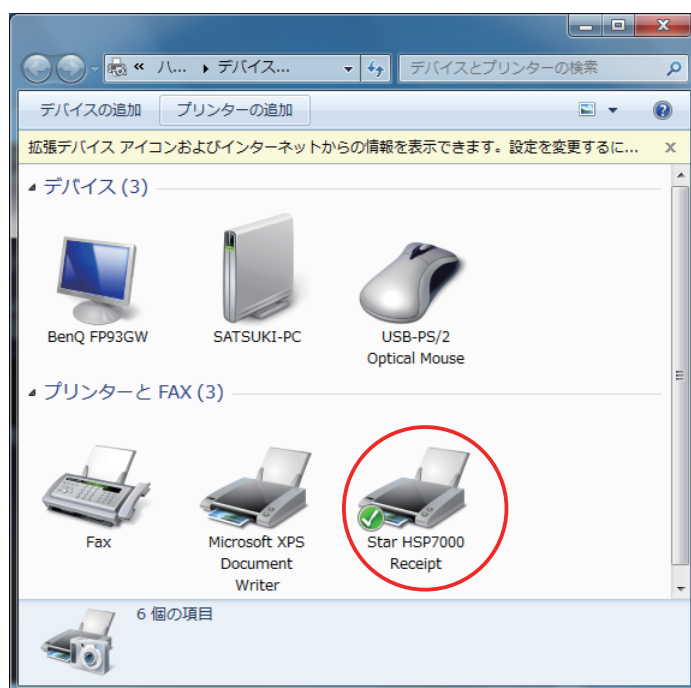 « ハ... ▸ デバイス...
デバイスとプリンターの検索
デバイスの追加 プリンターの追加
拡張デバイス アイコンおよびインターネットからの情報を表示できます。設定を変更するに...
デバイス (3)
BenQ FP93GW
SATSUKI-PC
USB-PS/2
Optical Mouse
プリンターと FAX (3)
Fax
Microsoft XPS
Document
Writer
Star HSP7000
Receipt
6 個の項目